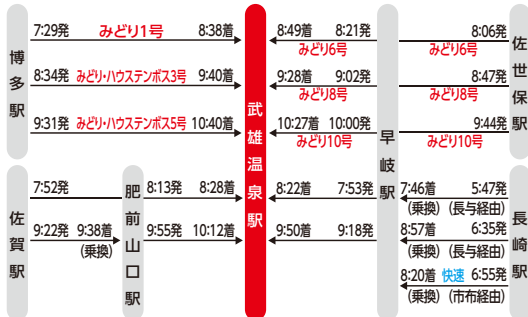 7:29発 みどり1号 8:38着 8:49着 8:21発 8:06発
みどり6号 みどり6号
8:34発 みどり・ハウステンボス3号 9:40着 9:28着 9:02発 8:47発
みどり8号 みどり8号
9:31発 みどり・ハウステンボス5号 10:40着 10:27着 10:00発 9:44発
みどり10号 みどり10号
博多駅
武雄温泉駅
早岐駅
佐世保駅
7:52発 8:13発 8:28着 8:22着 7:53発 7:46着 5:47発
(乗換) (長与経由)
9:22発 9:38着 9:55発 10:12着 9:50着 9:18発 8:57着 6:35発
(乗換) (乗換) (長与経由)
8:20着 快速 6:55発
(乗換) (市布経由)
佐賀駅
肥前山口駅
長崎駅